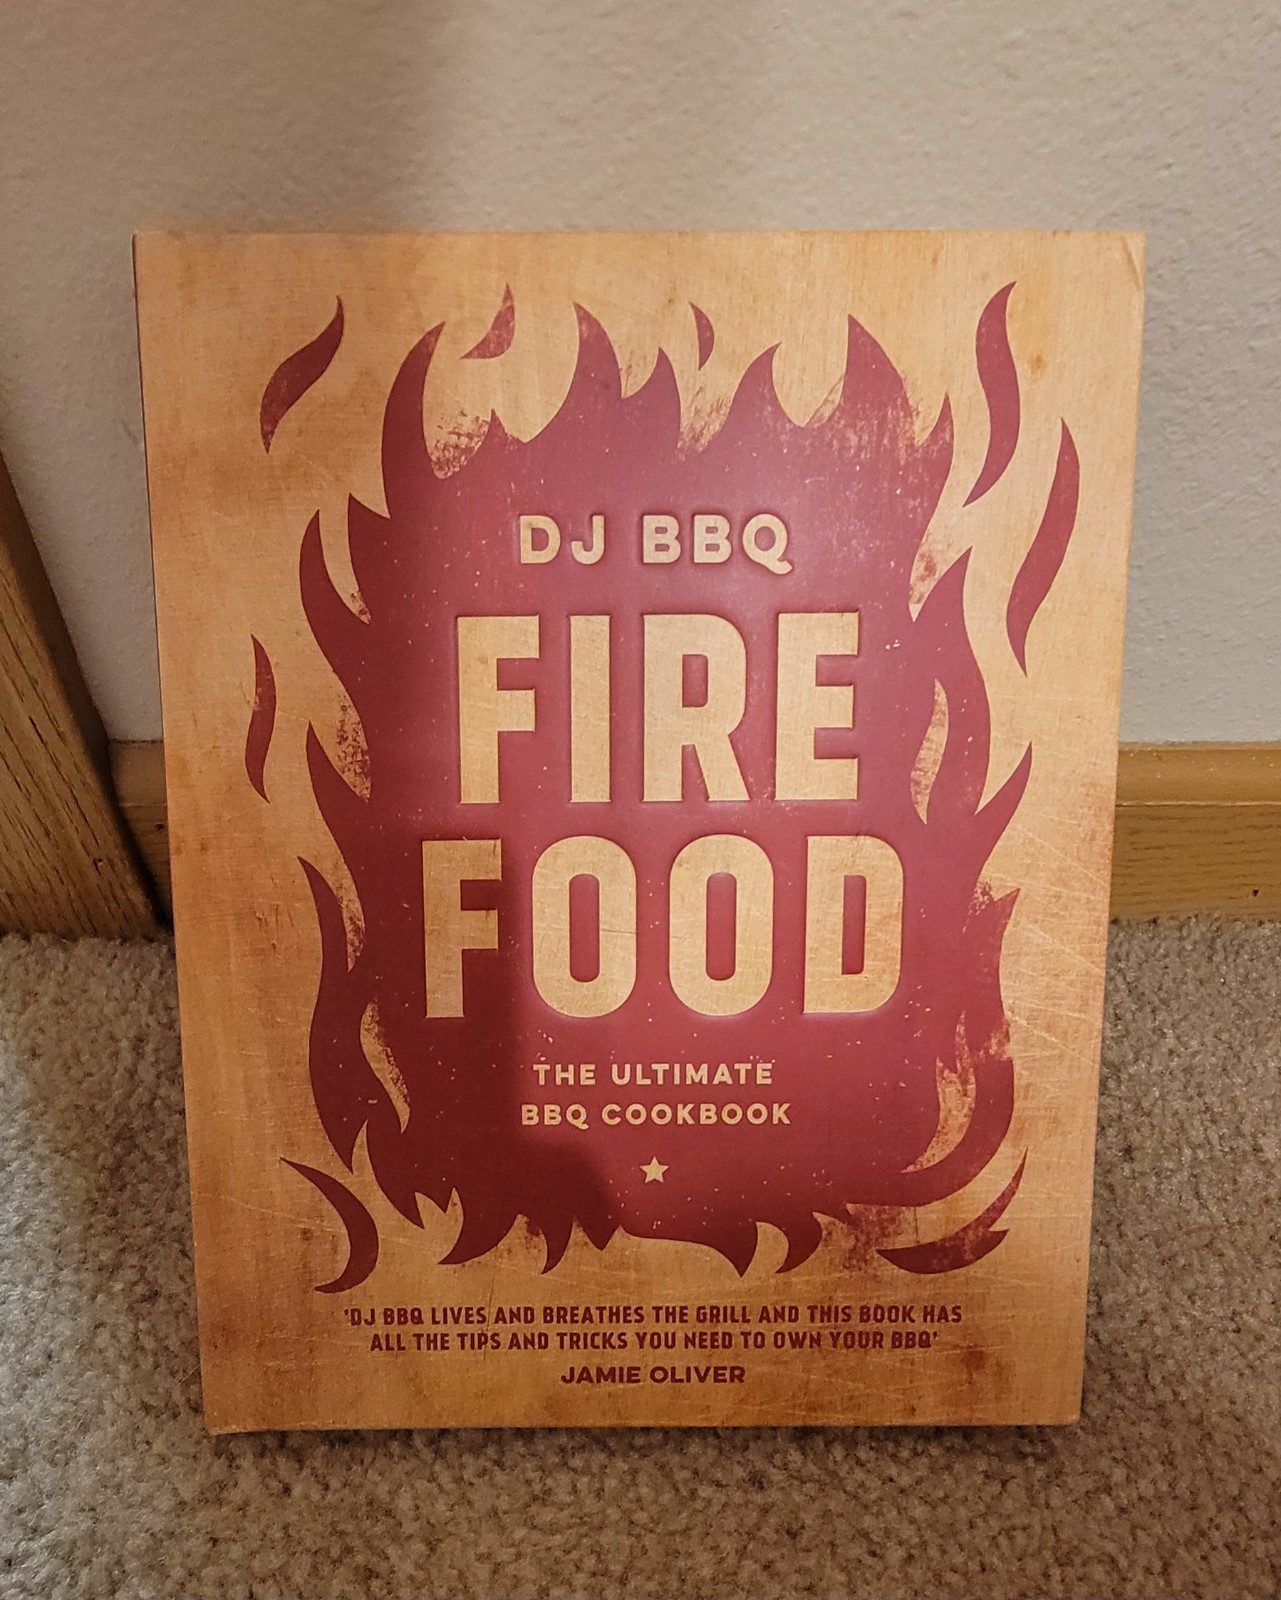 DJ BBQ
FIRE
FOOD
THE ULTIMATE
BBQ COOKBOOK
'DJ BBQ LIVES AND BREATHES THE GRILL AND THIS BOOK HAS
ALL THE TIPS AND TRICKS YOU NEED TO OWN YOUR BBQ'
JAMIE OLIVER